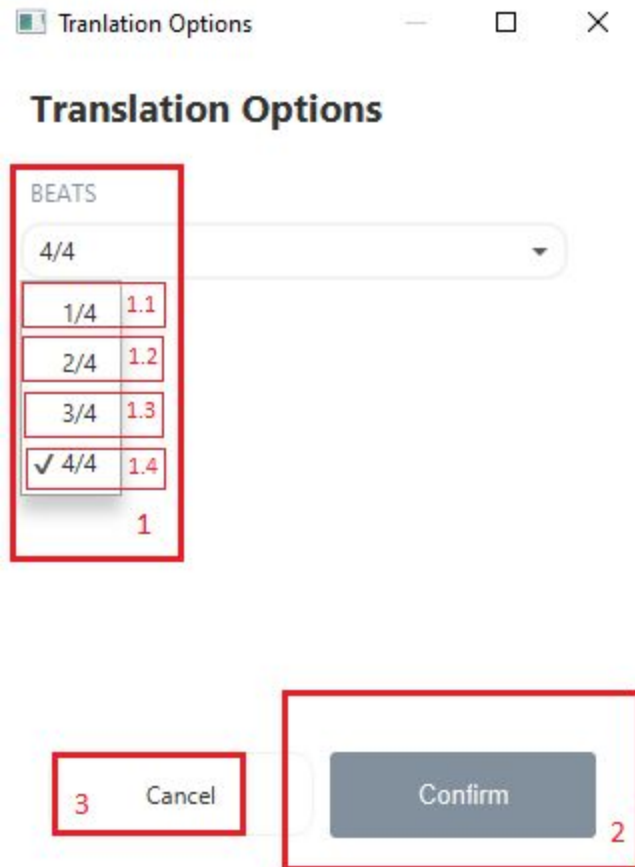 Tranlation Options
Translation Options
BEATS
4/4
1/4 1.1
2/4 1.2
3/4 1.3
✓ 4/4 1.4
1
3 Cancel
Confirm 2